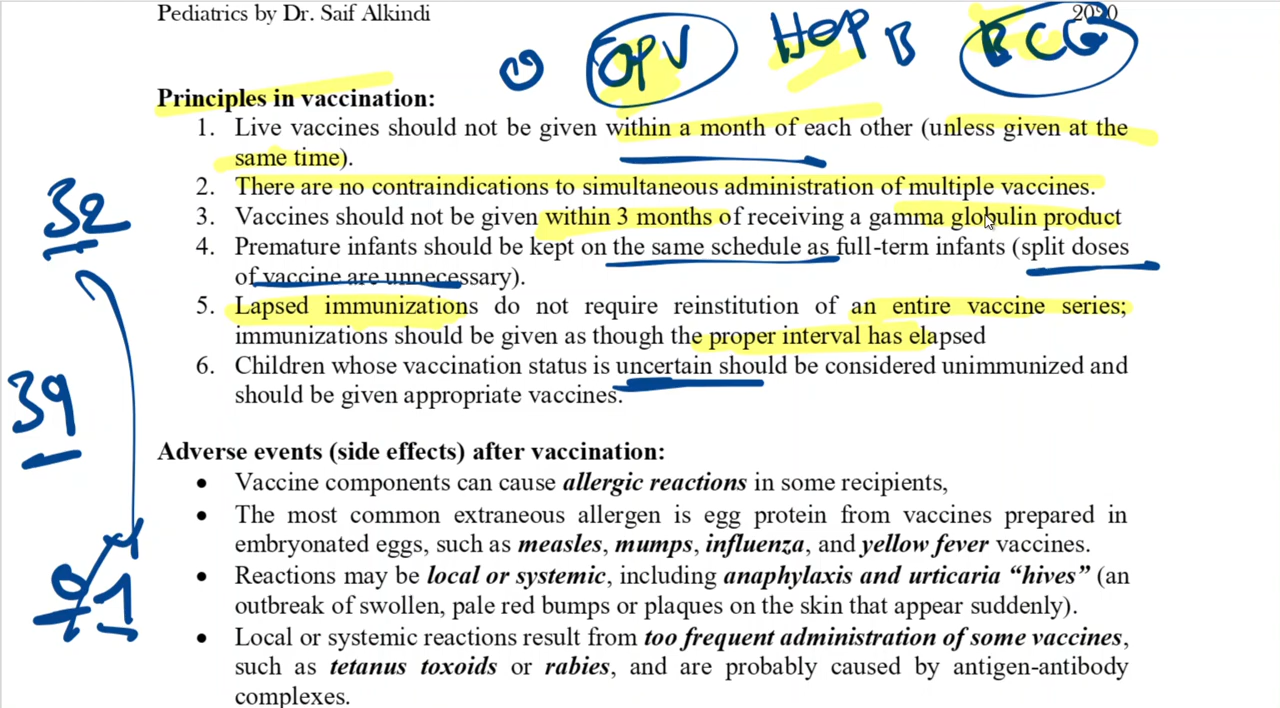 Pediatrics by Dr. Saif Alkindi
2020
OPV HepB BCG
Principles in vaccination:
1. Live vaccines should not be given within a month of each other (unless given at the
same time).
2. There are no contraindications to simultaneous administration of multiple vaccines.
3. Vaccines should not be given within 3 months of receiving a gamma globulin product
4. Premature infants should be kept on the same schedule as full-term infants (split doses
of vaccine are unnecessary).
5. Lapsed immunizations do not require reinstitution of an entire vaccine series;
immunizations should be given as though the proper interval has elapsed
6. Children whose vaccination status is uncertain should be considered unimmunized and
should be given appropriate vaccines.
32
39
Adverse events (side effects) after vaccination:
• Vaccine components can cause allergic reactions in some recipients,
• The most common extraneous allergen is egg protein from vaccines prepared in
embryonated eggs, such as measles, mumps, influenza, and yellow fever vaccines.
• Reactions may be local or systemic, including anaphylaxis and urticaria “hives” (an
outbreak of swollen, pale red bumps or plaques on the skin that appear suddenly).
• Local or systemic reactions result from too frequent administration of some vaccines,
such as tetanus toxoids or rabies, and are probably caused by antigen-antibody
complexes.